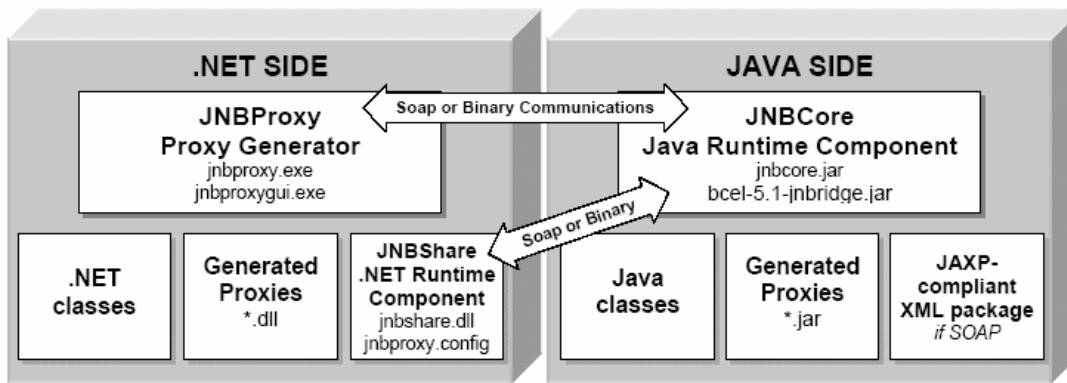 .NET SIDE
JNBProxy
Proxy Generator
jnbproxy.exe
jnbproxygui.exe
Soap or Binary Communications
JAVA SIDE
JNBCore
Java Runtime Component
jnbcore.jar
bcel-5.1-jnbridge.jar
Soap or Binary
.NET
classes
Generated
Proxies
*.dll
JNBShare
.NET Runtime
Component
jnbshare.dll
jnbproxy.config
Java
classes
Generated
Proxies
*.jar
JAXP-
compliant
XML package
if SOAP